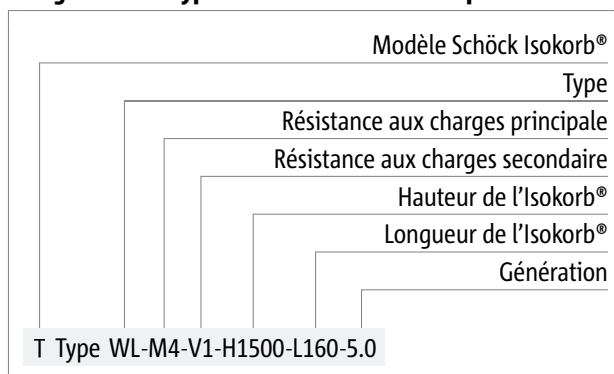 Modèle Schöck Isokorb®
Type
Résistance aux charges principale
Résistance aux charges secondaire
Hauteur de l’Isokorb®
Longueur de l’Isokorb®
Génération
T Type WL-M4-V1-H1500-L160-5.0